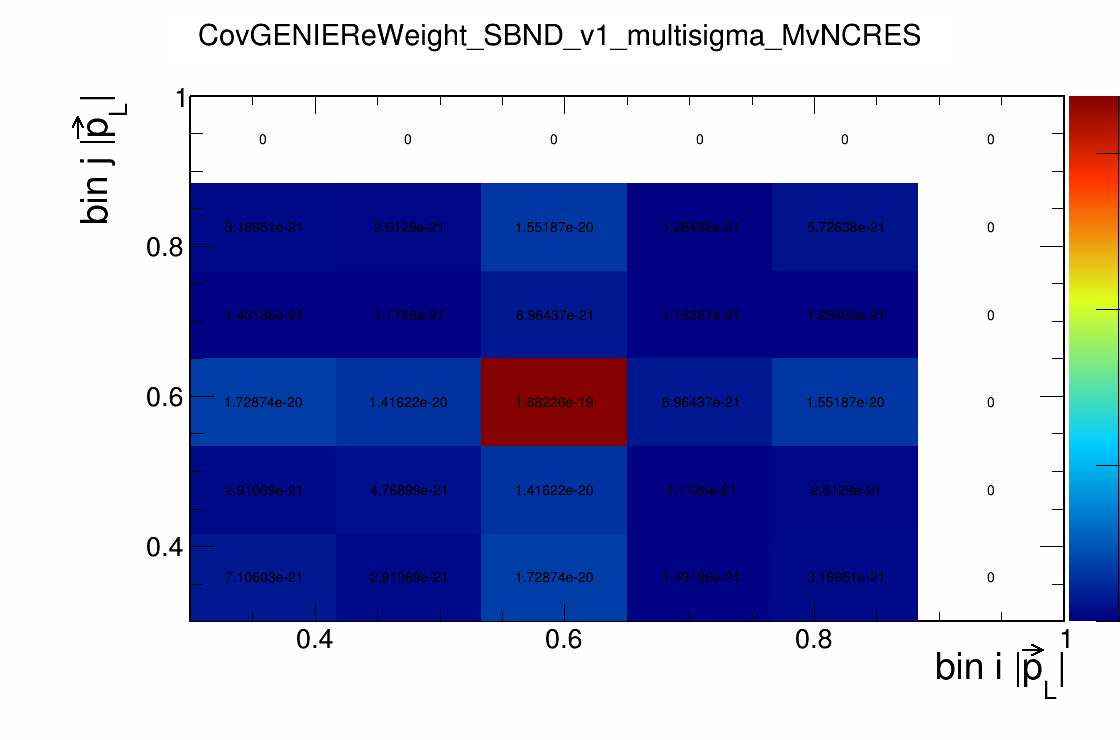 CovGENIEReWeight_SBND_v1_multisigma_MvNCRES
bin j |p⃗_L|
1
0 0 0 0 0 0
3.18951e-21 2.6129e-21 1.55187e-20 1.28492e-21 5.72638e-21 0
0.8
1.43136e-21 1.1726e-21 6.96437e-21 1.15327e-21 1.28492e-21 0
0.6
1.72874e-20 1.41622e-20 1.68226e-19 6.96437e-21 1.55187e-20 0
2.91069e-21 4.76899e-21 1.41622e-20 1.1726e-21 2.6129e-21 0
0.4
7.10603e-21 2.91069e-21 1.72874e-20 1.43136e-21 3.18951e-21 0
0.4 0.6 0.8 1
bin i |p⃗_L|